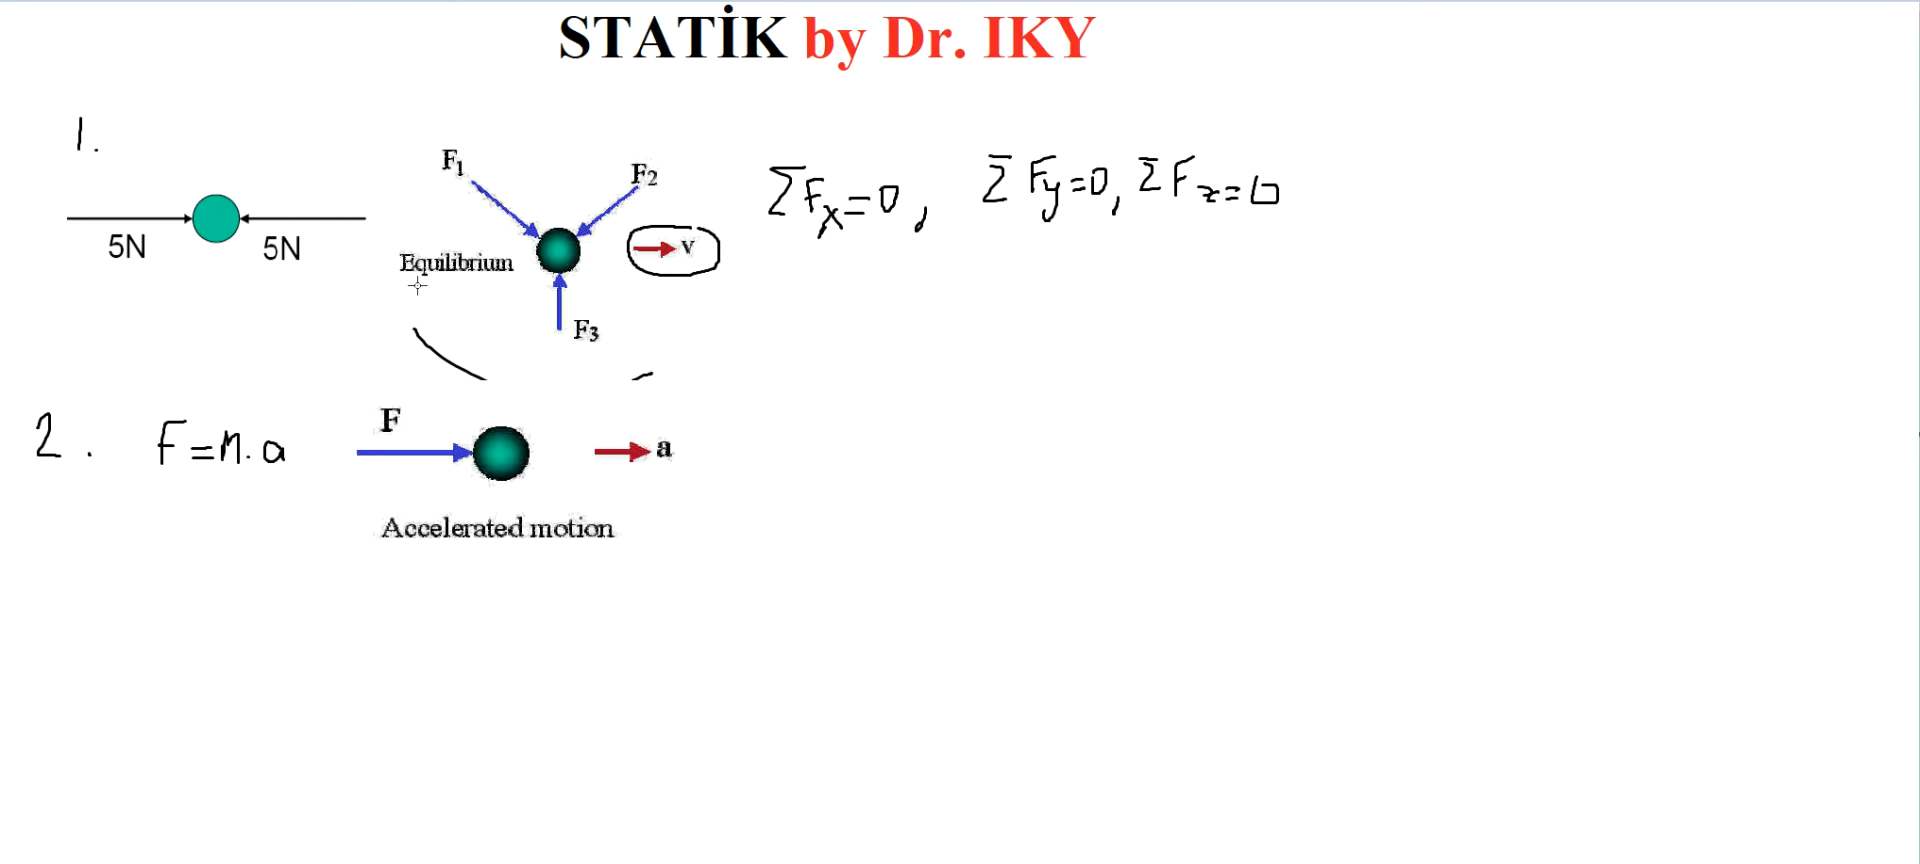 STATİK by Dr. IKY
1.
5N 5N
F1 F2
Equilibrium
v
F3
ΣFx=0, ΣFy=0, ΣFz=0
2. F=m.a
F
a
Accelerated motion